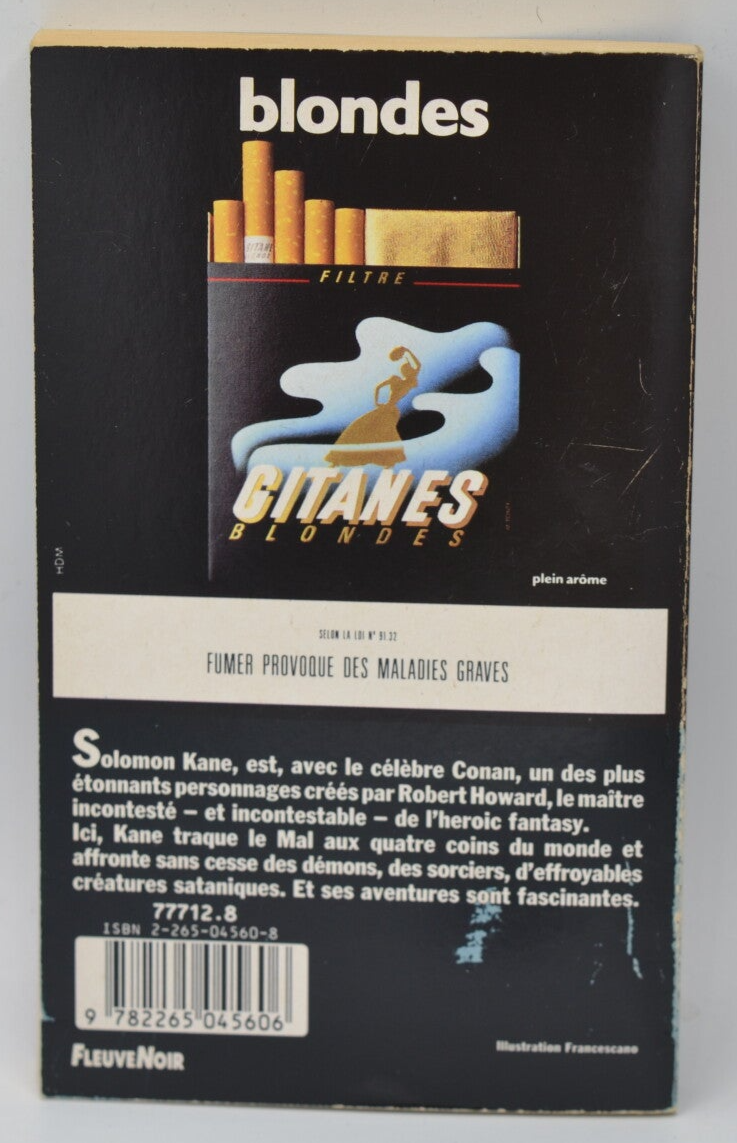 blondes
GITANES
FILTRE
GITANES
BLONDES
HDM
plein arôme
SELON LA LOI N° 91.32
FUMER PROVOQUE DES MALADIES GRAVES
Solomon Kane, est, avec le célèbre Conan, un des plus
étonnants personnages créés par Robert Howard, le maître
incontesté – et incontestable – de l'heroic fantasy.
Ici, Kane traque le Mal aux quatre coins du monde et
affronte sans cesse des démons, des sorciers, d'effroyables
créatures sataniques. Et ses aventures sont fascinantes.
77712.8
ISBN 2-265-04560-8
9 782265 045606
FLEUVENOIR
Illustration Francescano